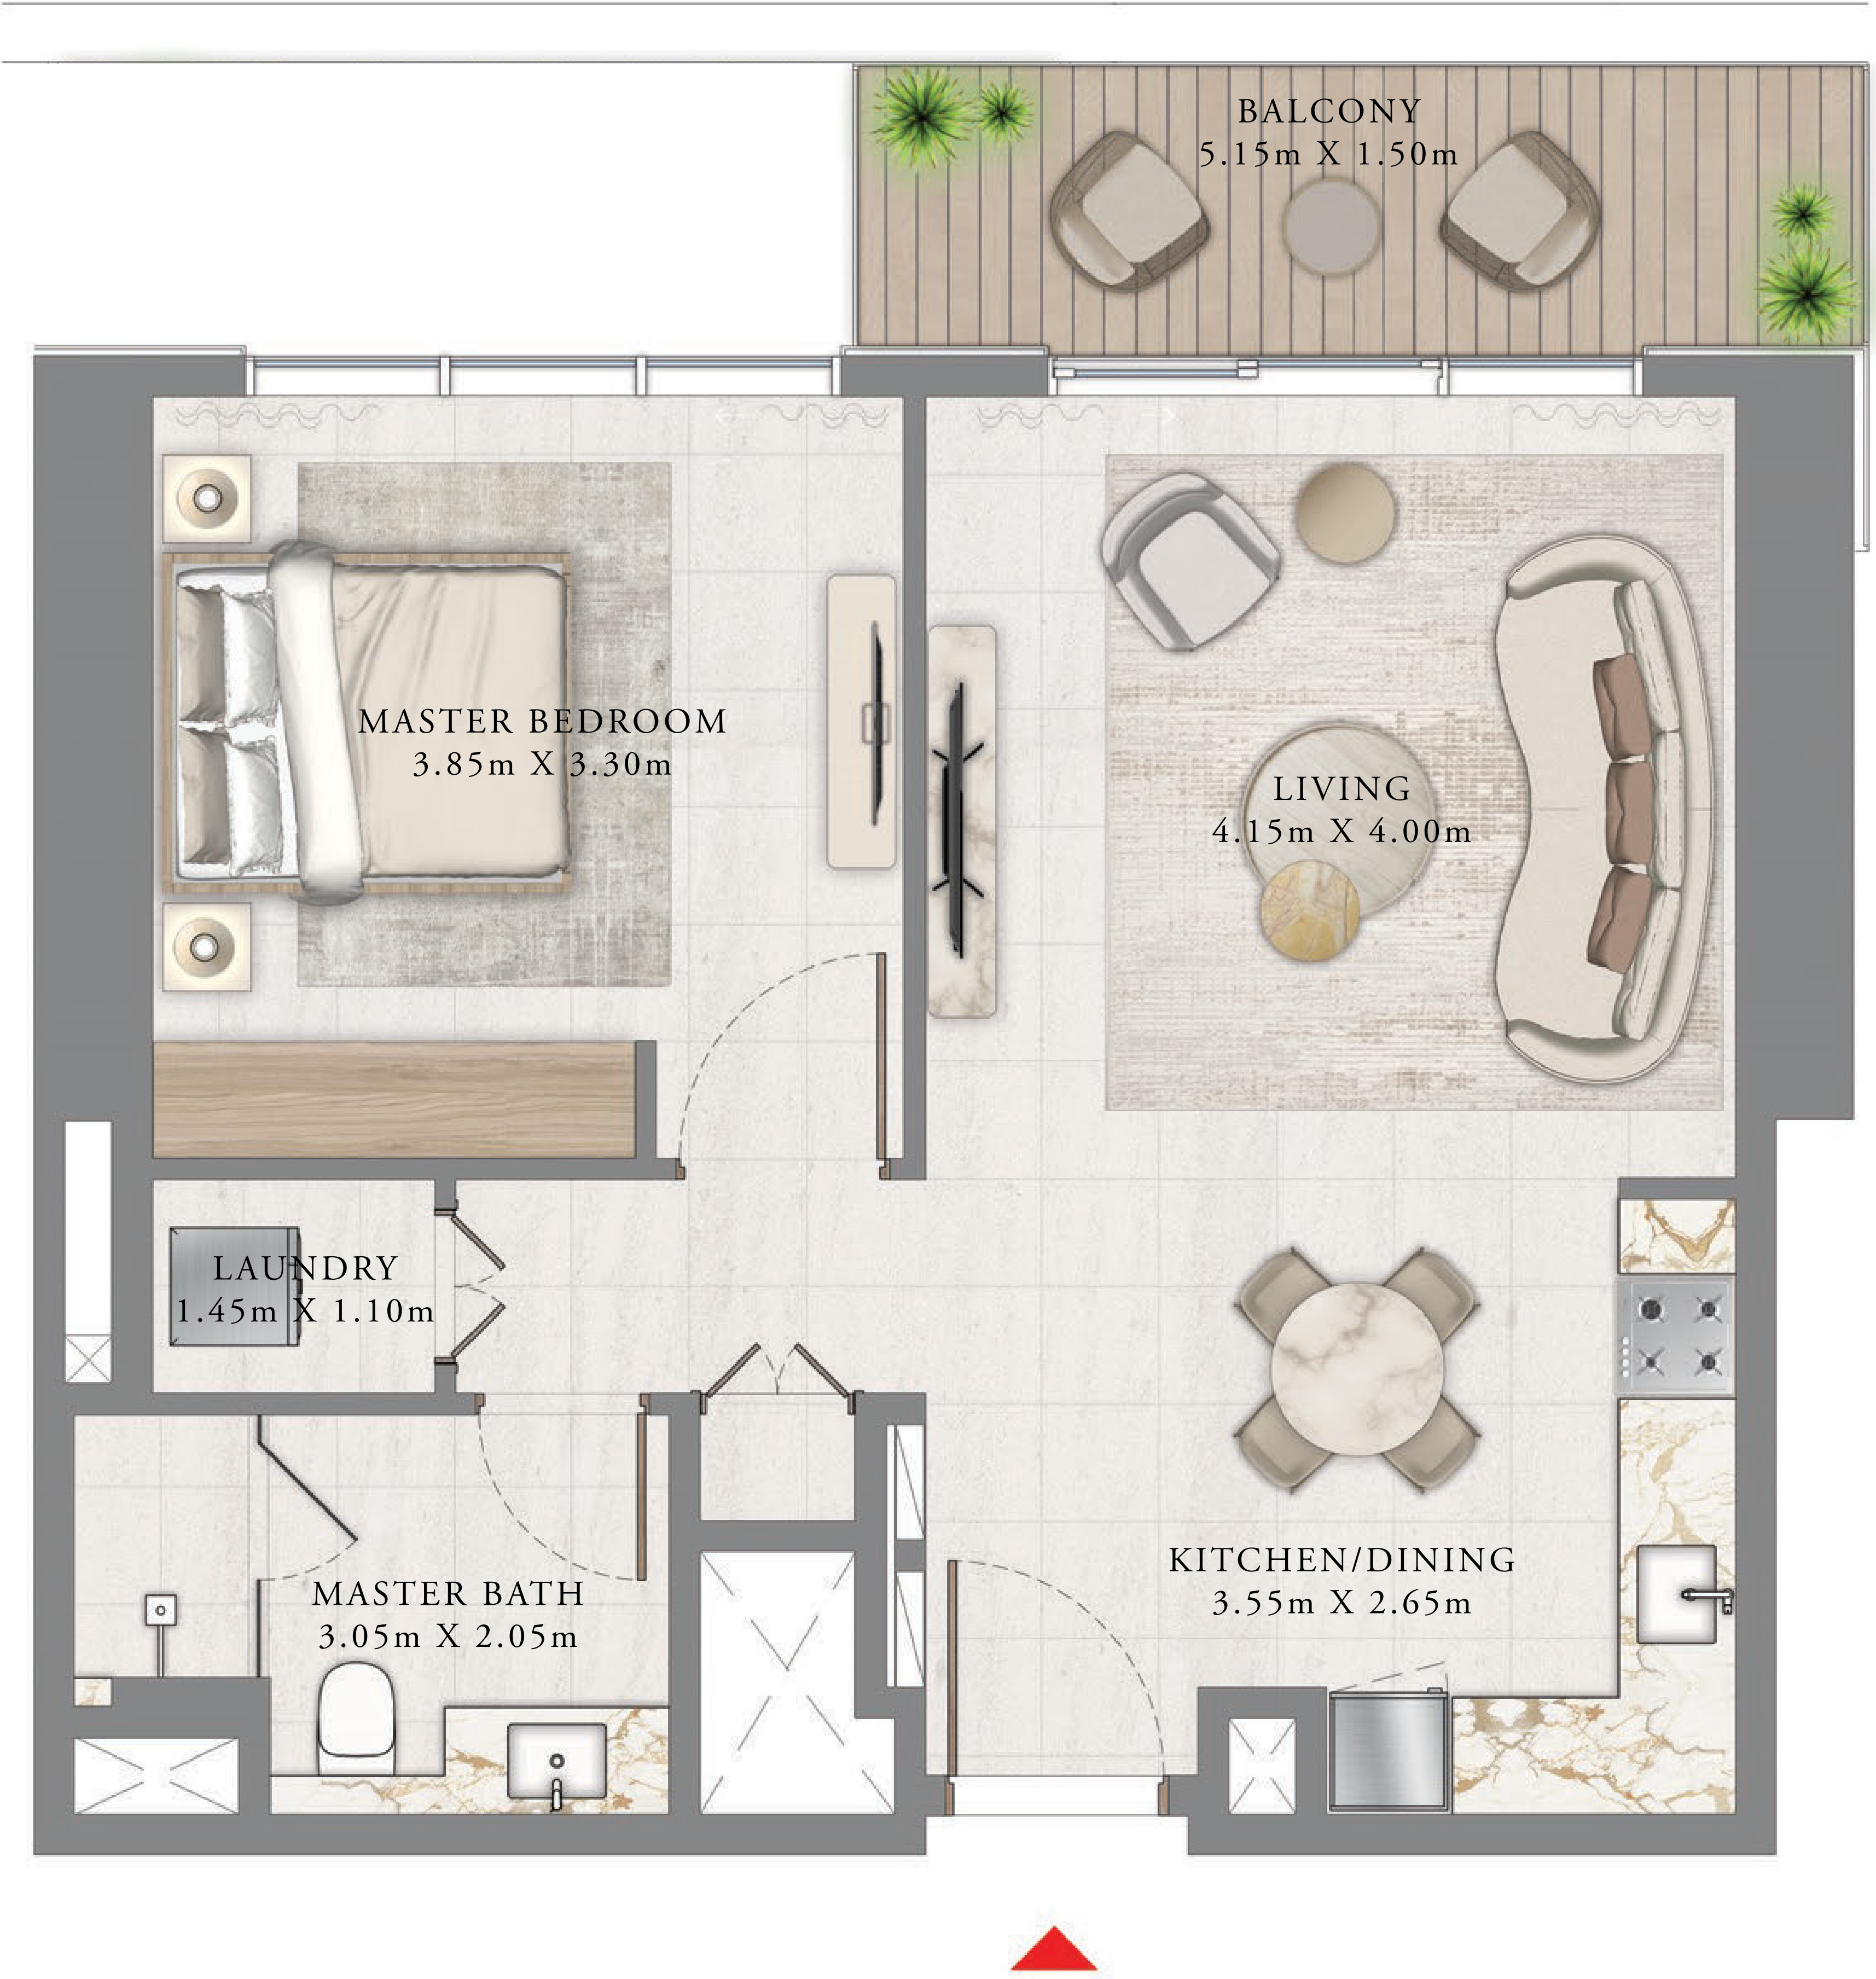 BALCONY
5.15m X 1.50m
MASTER BEDROOM
3.85m X 3.30m
LIVING
4.15m X 4.00m
LAUNDRY
1.45m X 1.10m
KITCHEN/DINING
3.55m X 2.65m
MASTER BATH
3.05m X 2.05m